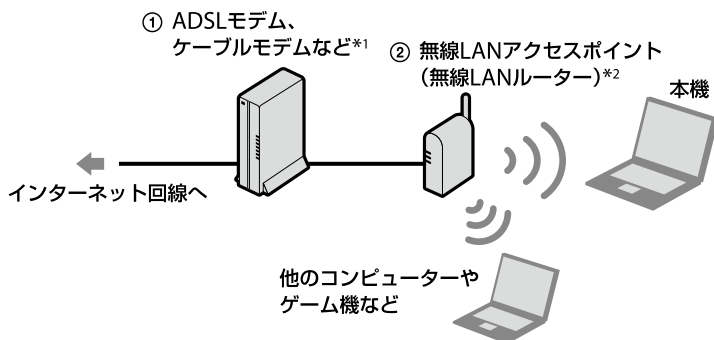 ① ADSLモデム、
ケーブルモデムなど*1
② 無線LANアクセスポイント
（無線LANルーター）*2
本機
インターネット回線へ
他のコンピューターや
ゲーム機など